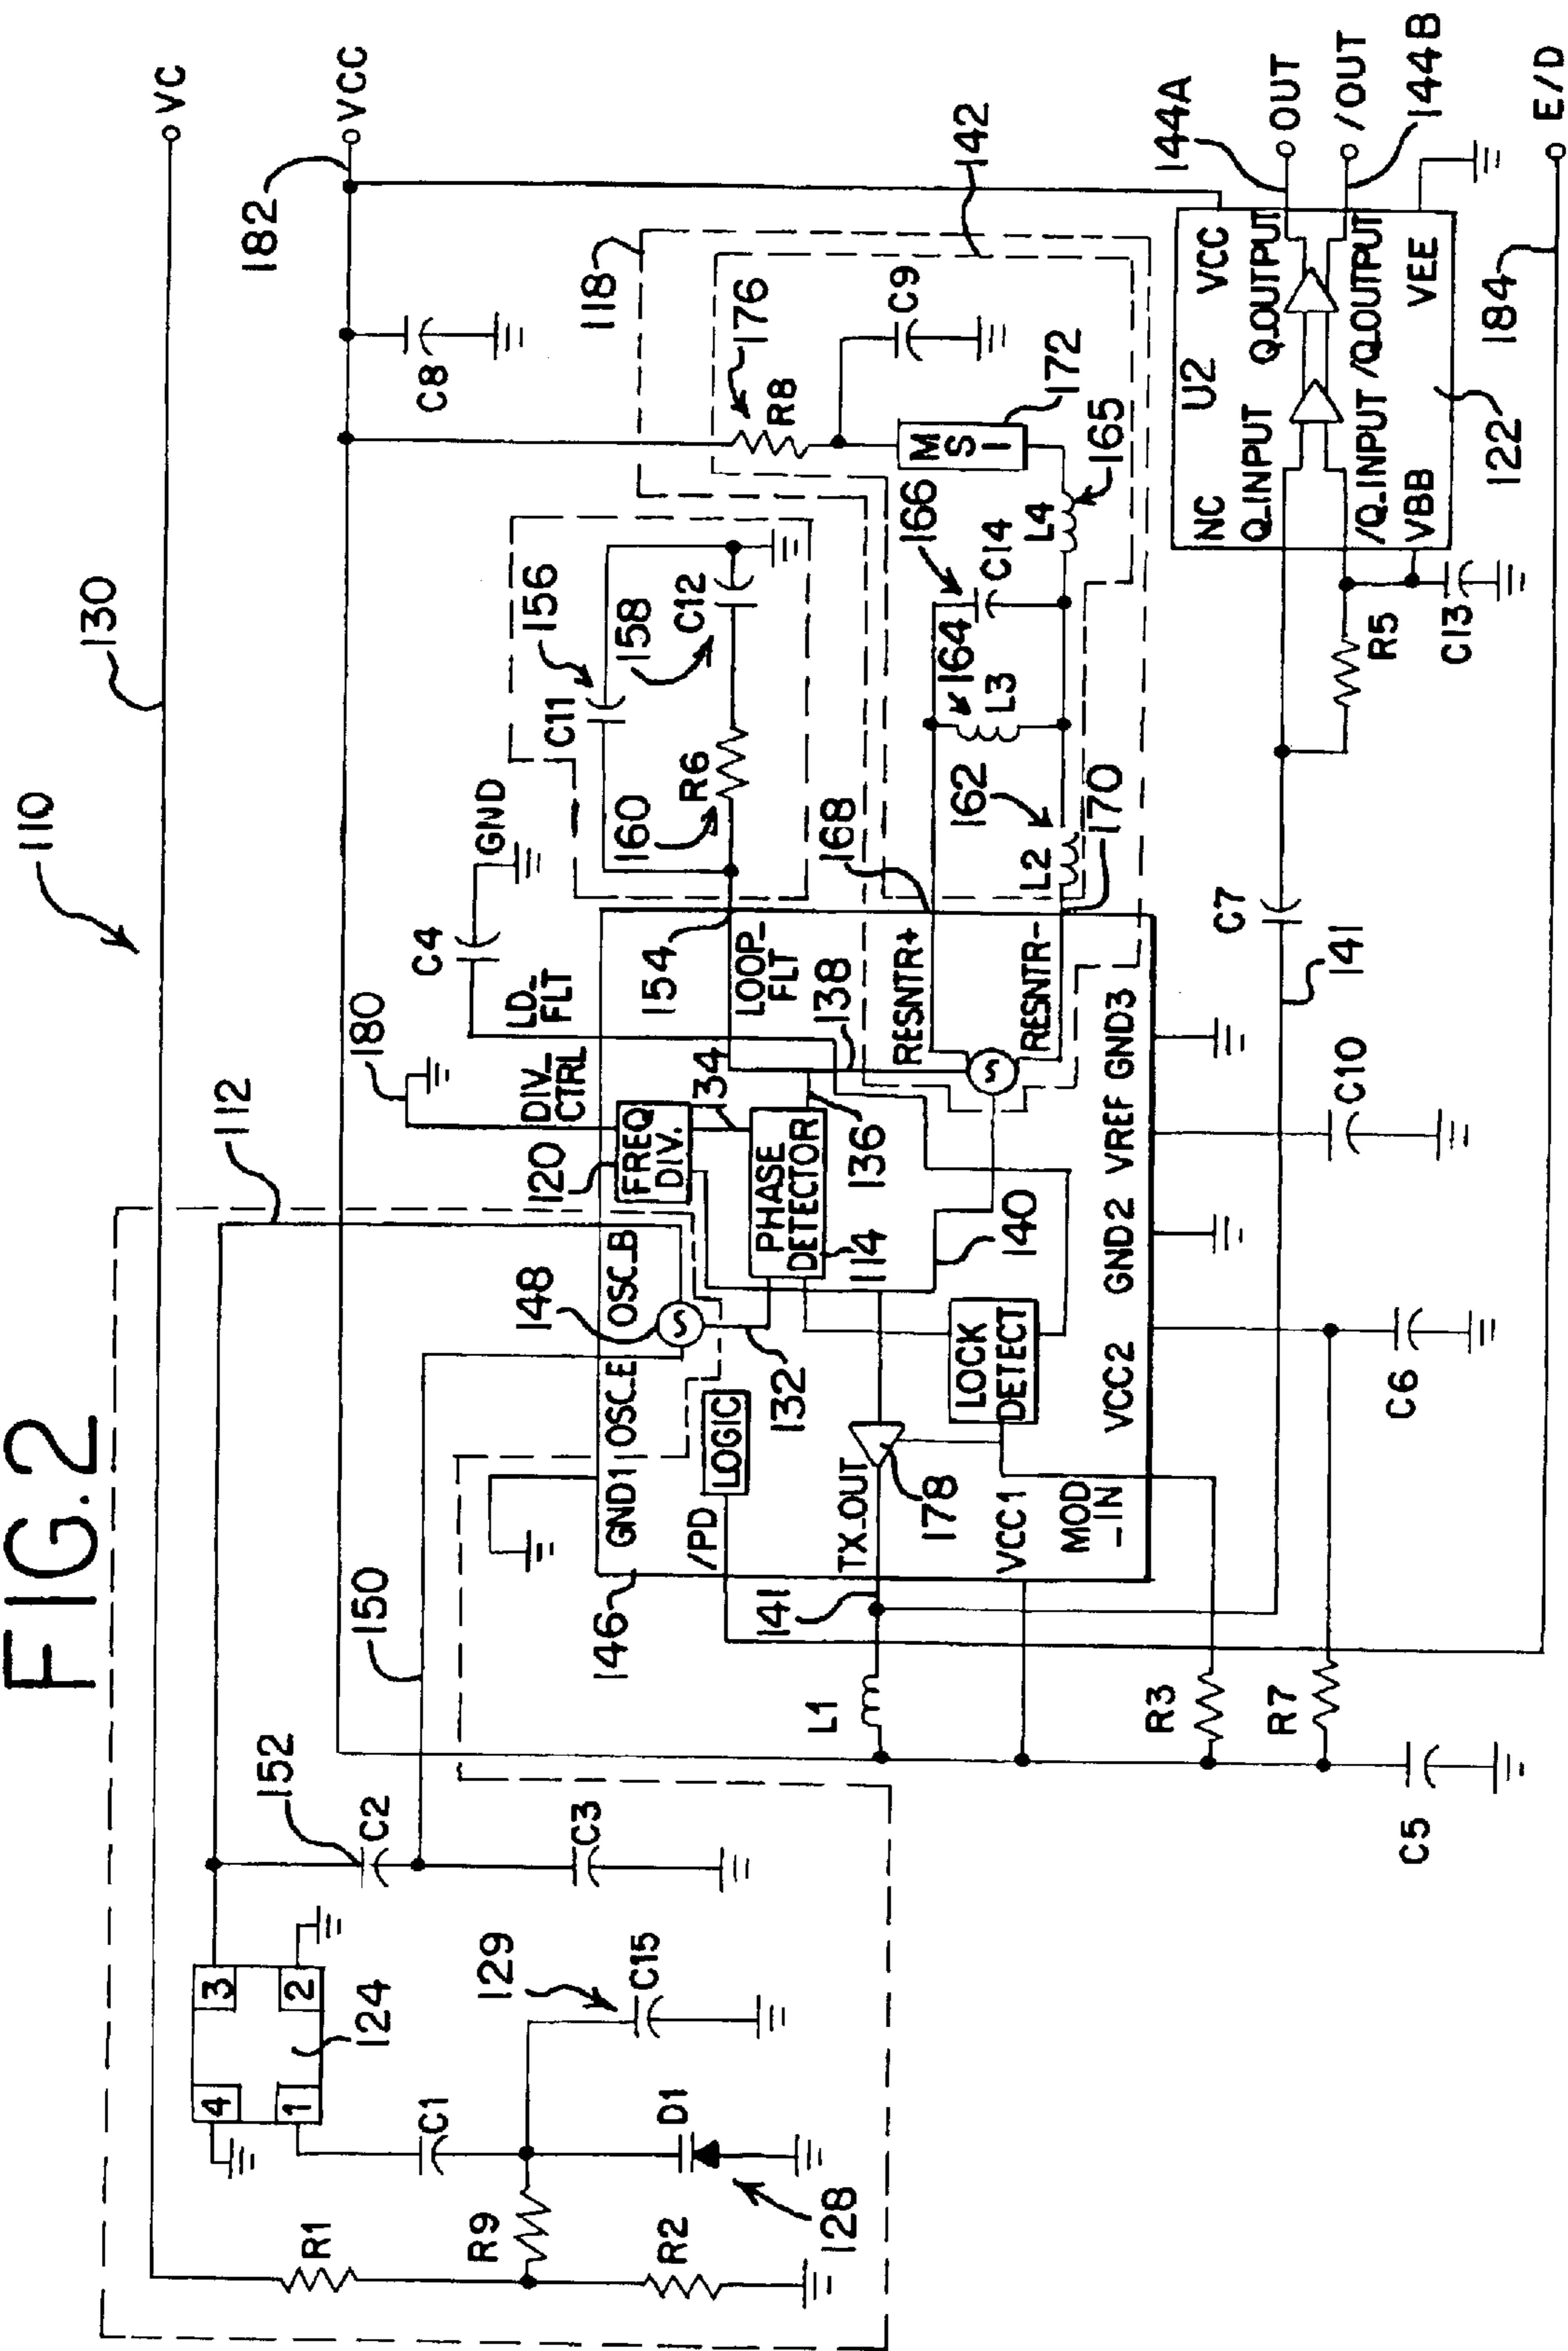 FIG. 2
110
130
VC
VCC
182
112
180
150
152
C2
C3
3
2
4
1
124
C1
129
C15
D1
128
R1
R9
R2
C8
118
142
176
R8
C9
MSI
172
165
L4
166
C14
164
L3
162
L2
170
168
156
C11
158
C12
R6
160
154
GND
C4
LD_
FLT
DIV_
CTRL
LOOP_
FLT
138
134
136
120
FREQ
DIV.
PHASE
DETECTOR
114
140
148
132
GND1
OSC_E
OSC_B
LOGIC
/PD
146
TX_OUT
178
141
LOCK
DETECT
VCC1
MOD
_IN
VCC2
GND2
VREF
GND3
RESNTR+
RESNTR-
L1
R3
R7
C5
C6
C10
141
C7
R5
C13
NC
U2
VCC
Q_INPUT
Q_OUTPUT
/Q_INPUT
/Q_OUTPUT
VBB
VEE
122
144A
OUT
/OUT
144B
184
E/D